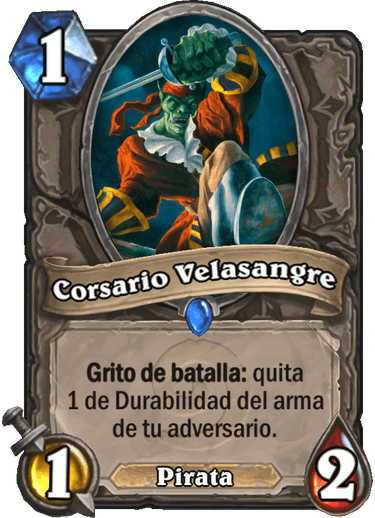 1
Corsario Velasangre
Grito de batalla: quita
1 de Durabilidad del arma
de tu adversario.
1
Pirata
2